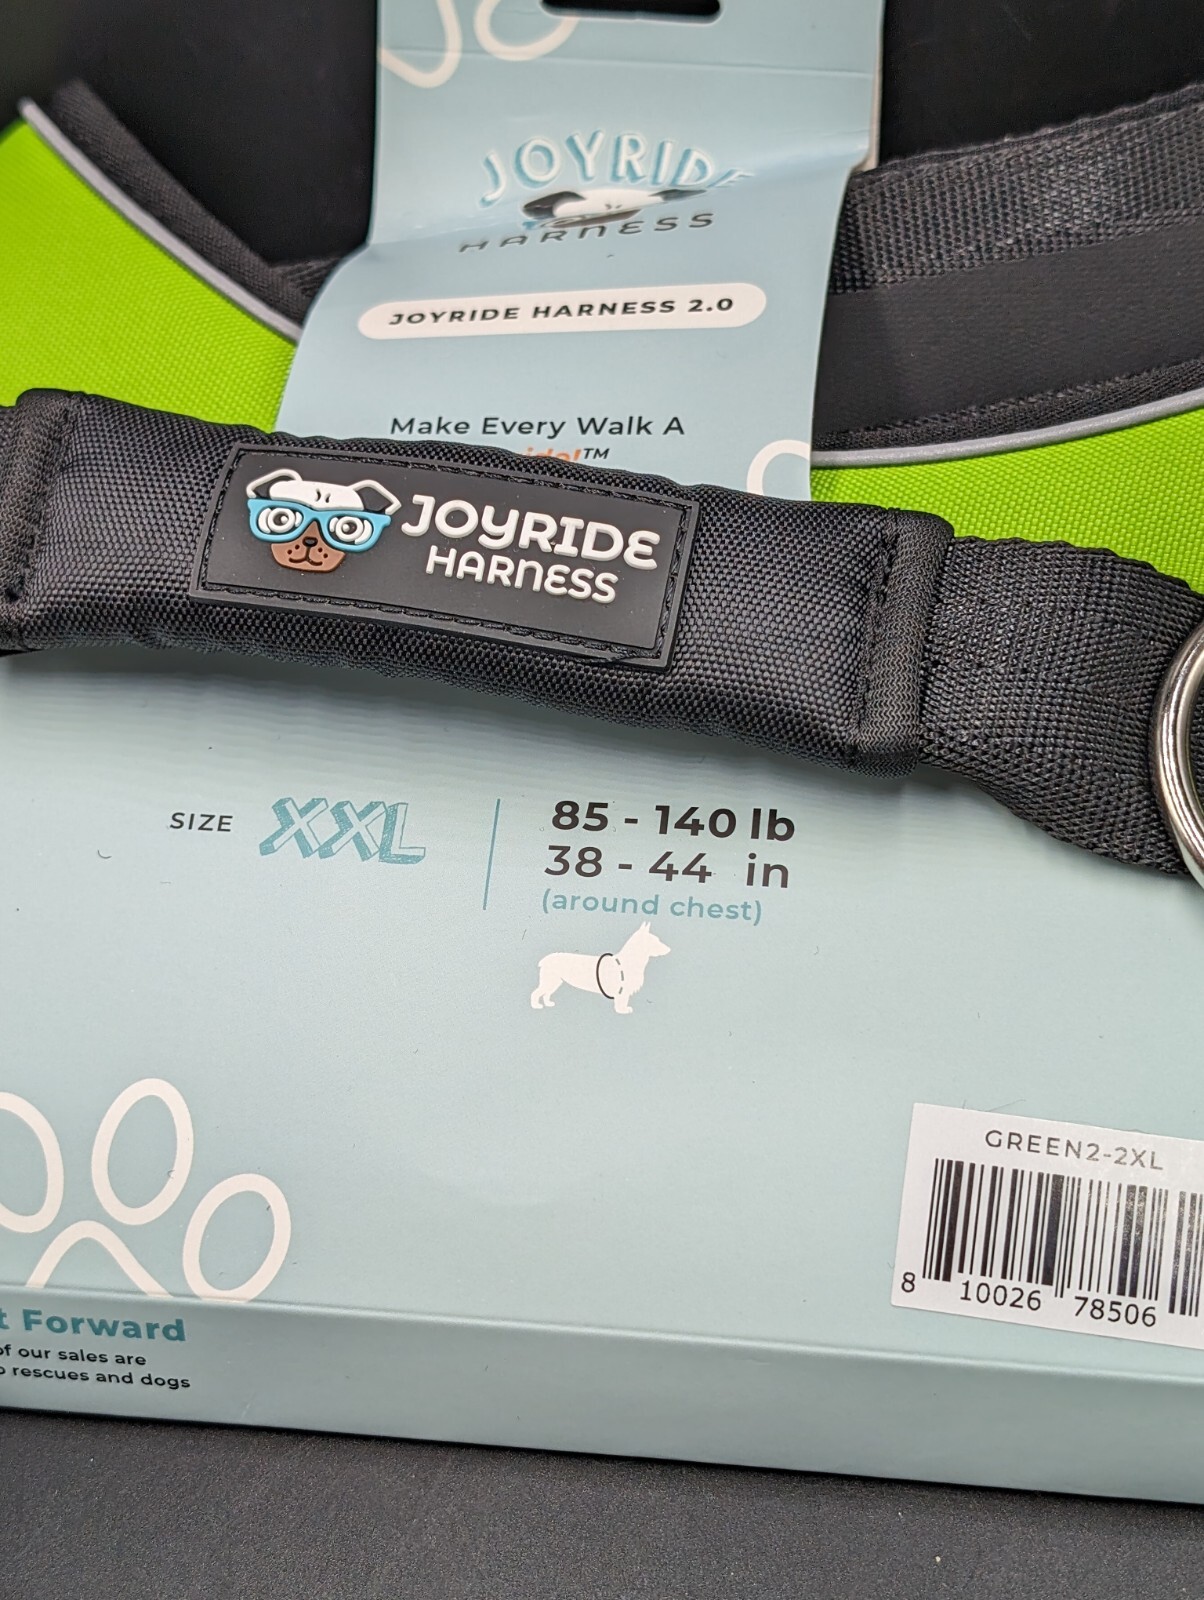 JOYRIDE
HARNESS
JOYRIDE HARNESS 2.0
Make Every Walk A
TM
JOYRIDE
HARNESS
SIZE XXL
85 - 140 lb
38 - 44 in
(around chest)
GREEN2-2XL
8 10026 78506
Forward
of our sales are
rescues and dogs